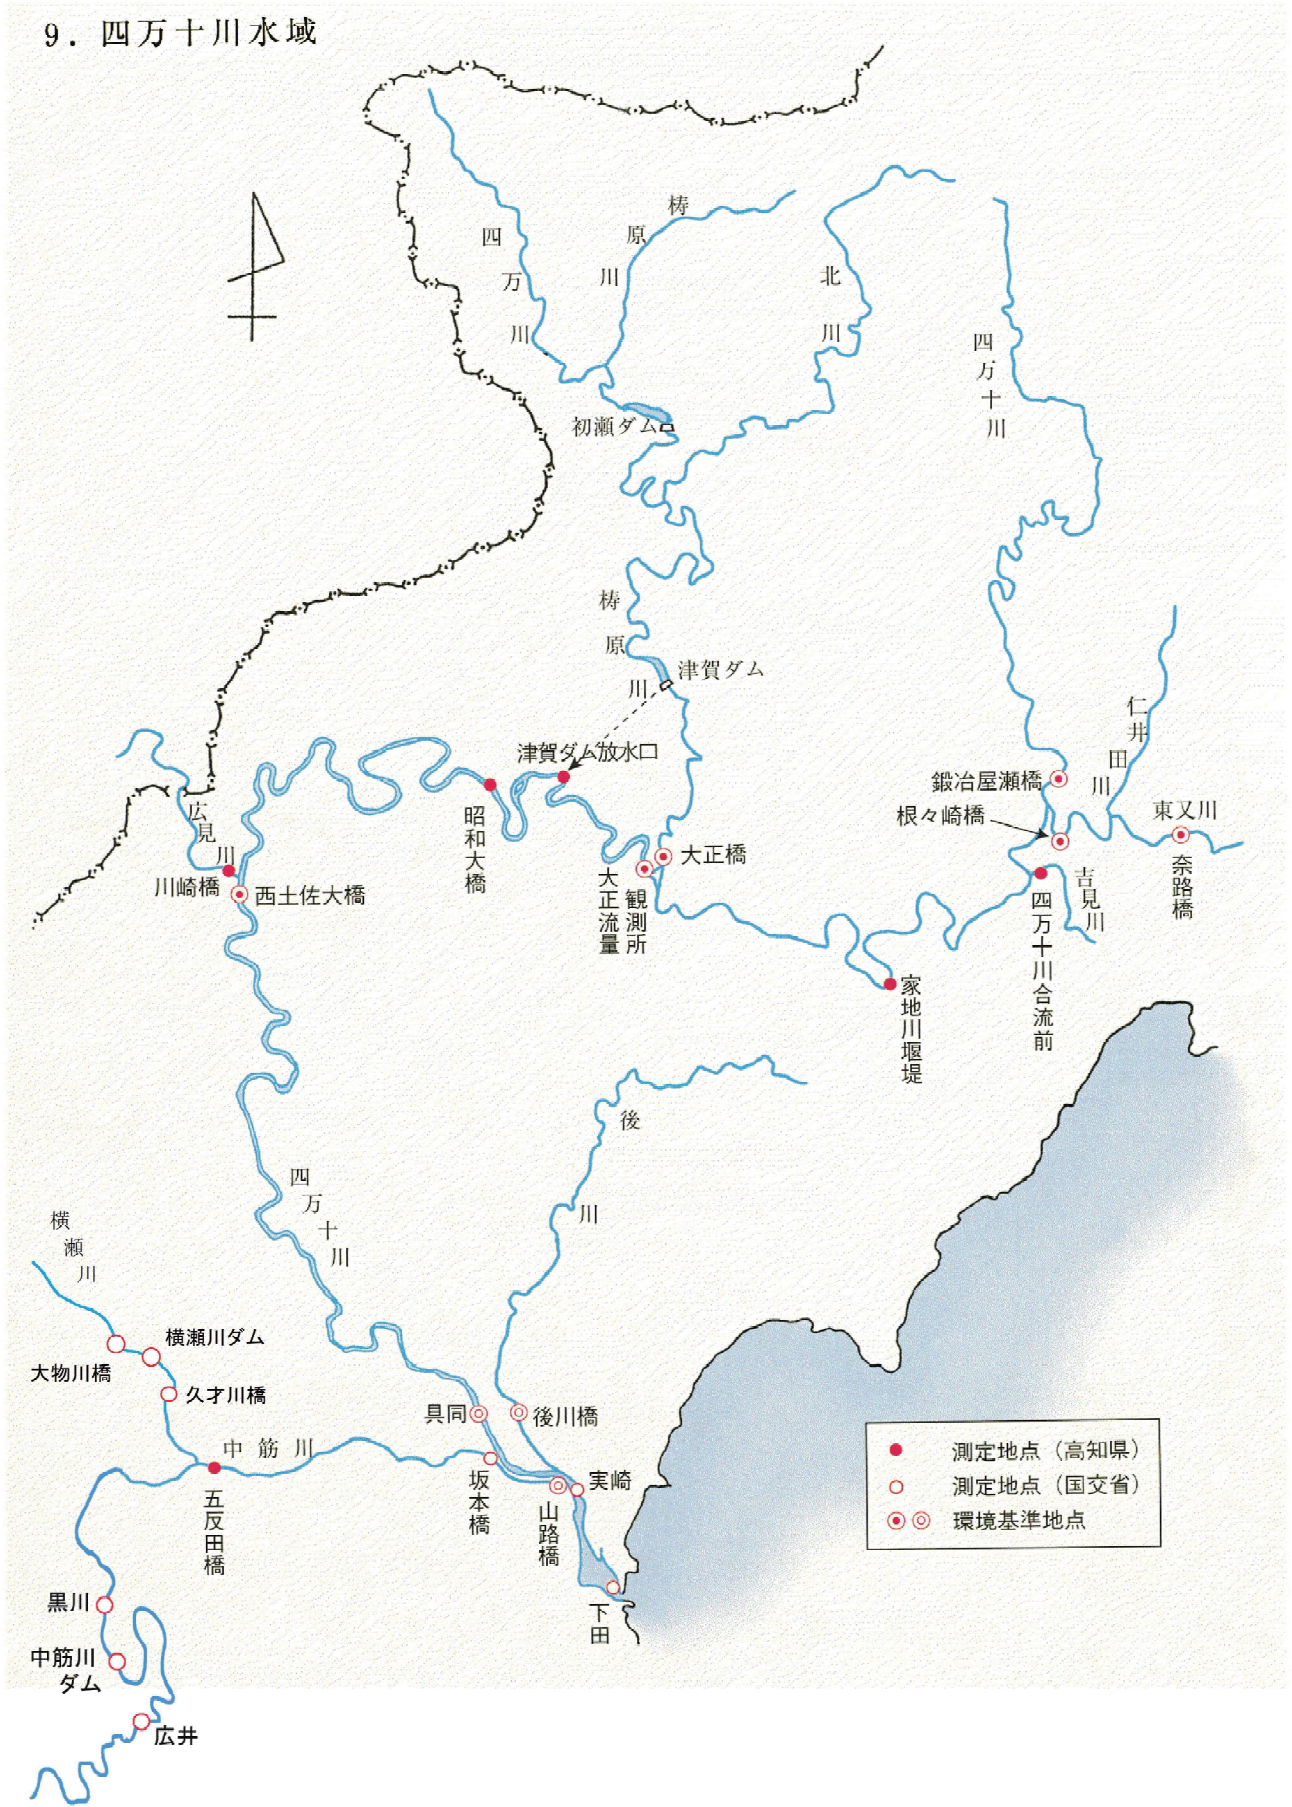 9. 四万十川水域
四万川
梼原川
北川
四万十川
初瀬ダム
梼原川
津賀ダム
津賀ダム放水口
仁井田川
鍛冶屋瀬橋
根々崎橋
東又川
広見川
昭和大橋
大正橋
川崎橋
西土佐大橋
大正流量
観測所
四万十川合流前
吉見川
奈路橋
家地川堰堤
後川
四万十川
横瀬川
横瀬川ダム
大物川橋
久才川橋
具同
後川橋
中筋川
五反田橋
坂本橋
山路橋
実崎
下田
黒川
中筋川
ダム
広井
測定地点（高知県）
測定地点（国交省）
環境基準地点